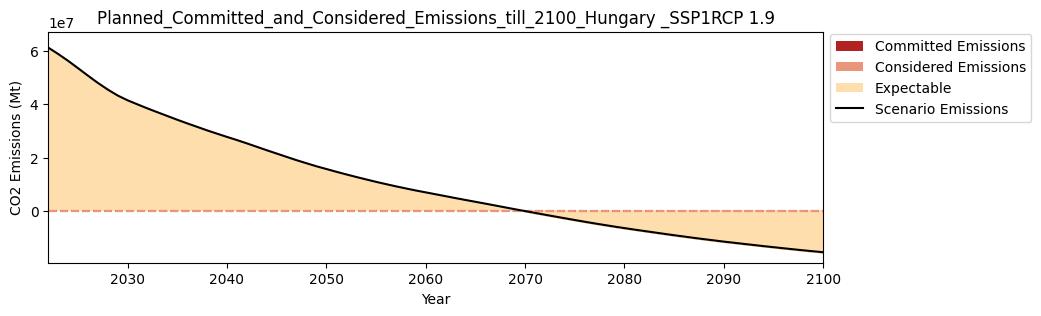 Planned_Committed_and_Considered_Emissions_till_2100_Hungary _SSP1RCP 1.9
1e7
6
4
2
0
CO2 Emissions (Mt)
2030 2040 2050 2060 2070 2080 2090 2100
Year
Committed Emissions
Considered Emissions
Expectable
Scenario Emissions